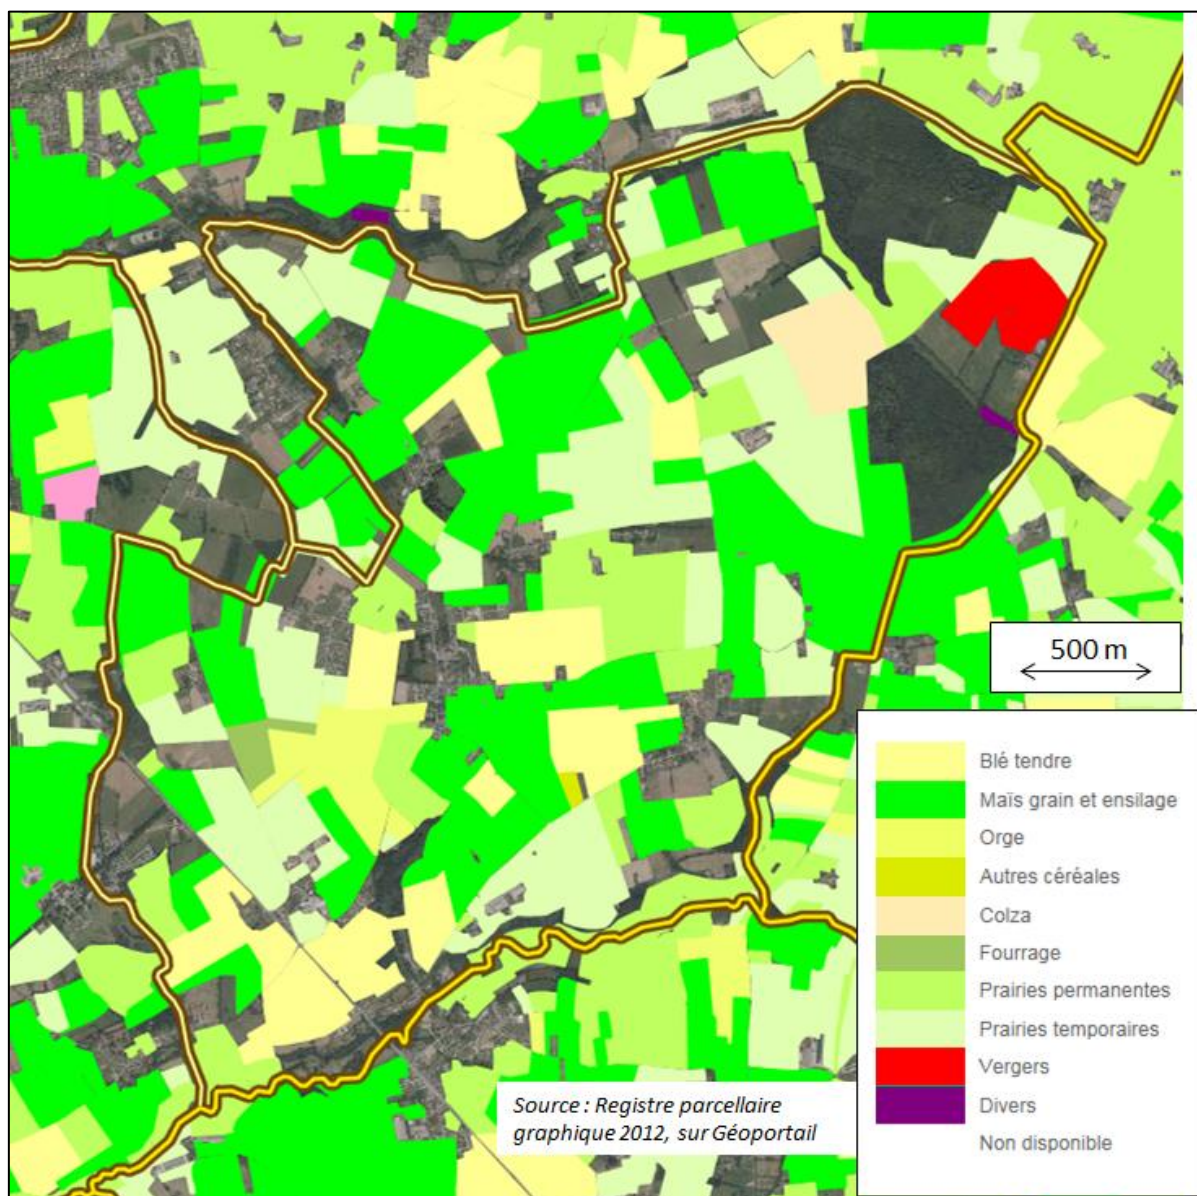 500 m
Blé tendre
Maïs grain et ensilage
Orge
Autres céréales
Colza
Fourrage
Prairies permanentes
Prairies temporaires
Vergers
Divers
Non disponible
Source : Registre parcellaire
graphique 2012, sur Géoportail